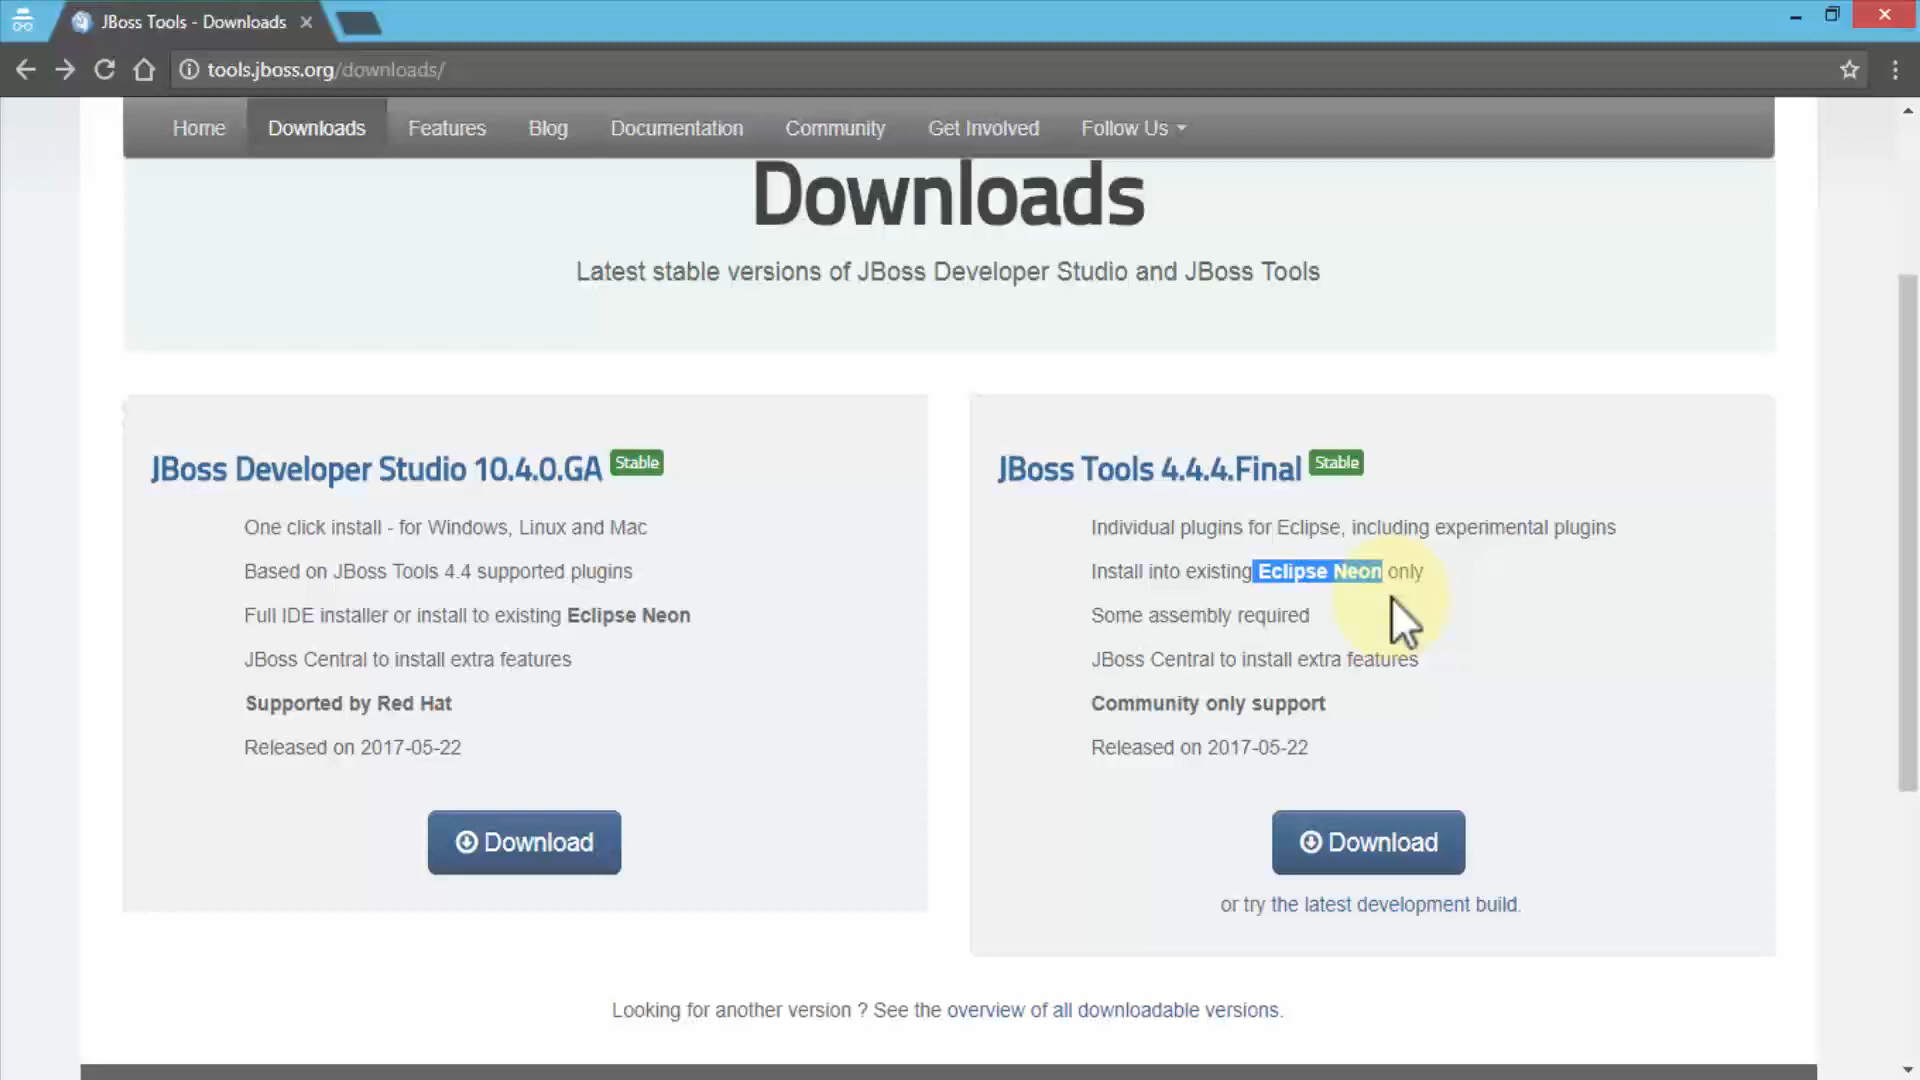 JBoss Tools - Downloads
tools.jboss.org/downloads/
Home Downloads Features Blog Documentation Community Get Involved Follow Us
Downloads
Latest stable versions of JBoss Developer Studio and JBoss Tools
JBoss Developer Studio 10.4.0.GA Stable
One click install - for Windows, Linux and Mac
Based on JBoss Tools 4.4 supported plugins
Full IDE installer or install to existing Eclipse Neon
JBoss Central to install extra features
Supported by Red Hat
Released on 2017-05-22
Download
JBoss Tools 4.4.4.Final Stable
Individual plugins for Eclipse, including experimental plugins
Install into existing Eclipse Neon only
Some assembly required
JBoss Central to install extra features
Community only support
Released on 2017-05-22
Download
or try the latest development build.
Looking for another version ? See the overview of all downloadable versions.